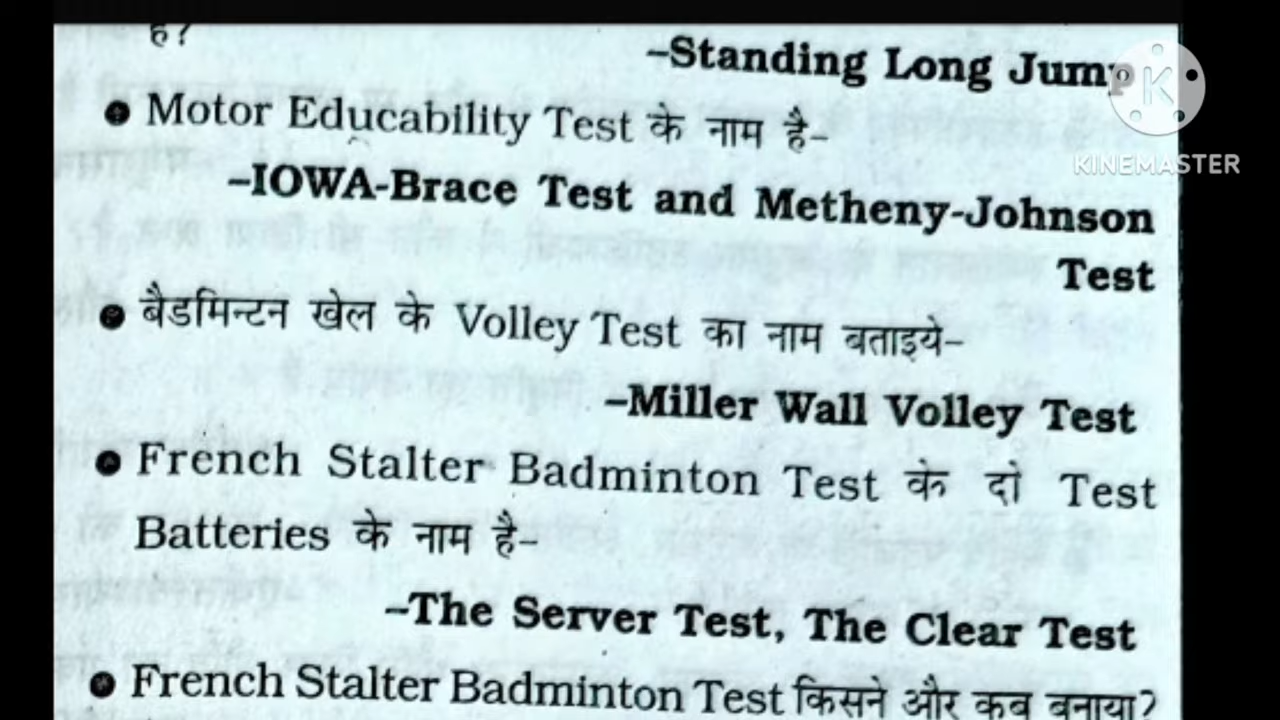 है?
-Standing Long Jump
K
KINEMASTER
● Motor Educability Test के नाम है-
-IOWA-Brace Test and Metheny-Johnson
Test
● बैडमिन्टन खेल के Volley Test का नाम बताइये-
-Miller Wall Volley Test
● French Stalter Badminton Test के दो Test
Batteries के नाम है-
-The Server Test, The Clear Test
● French Stalter Badminton Test किसने और कब बनाया?